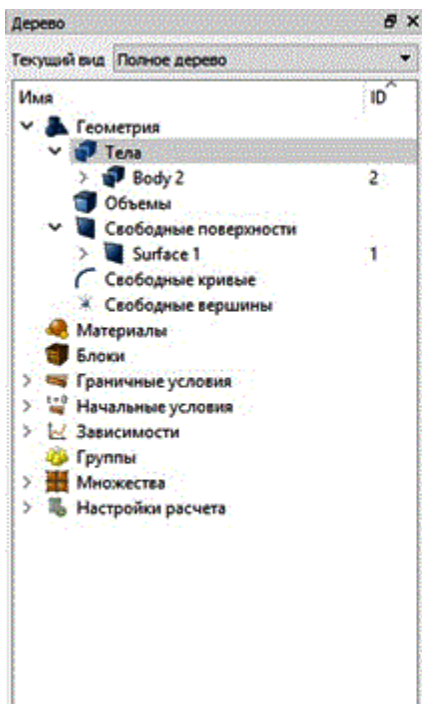 Дерево
Текущий вид Полное дерево
Имя ID
Геометрия
Тела
Body 2 2
Объемы
Свободные поверхности
Surface 1 1
Свободные кривые
Свободные вершины
Материалы
Блоки
Граничные условия
t=0 Начальные условия
Зависимости
Группы
Множества
Настройки расчета